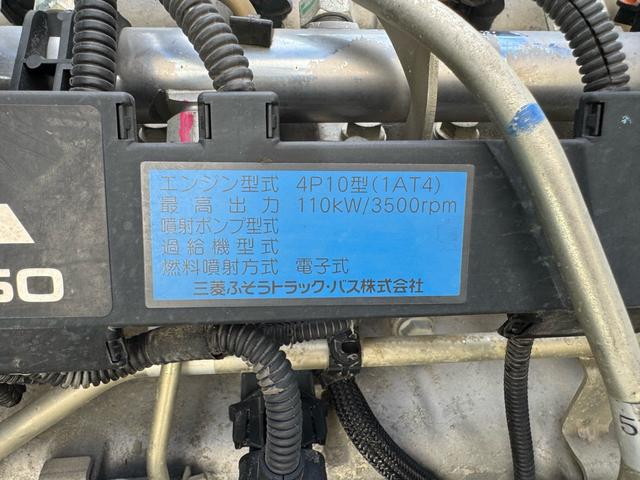 エンジン型式 4P10型(1AT4)
最高出力 110kW/3500rpm
噴射ポンプ型式
過給機型式
燃料噴射方式 電子式
三菱ふそうトラック・バス株式会社
50